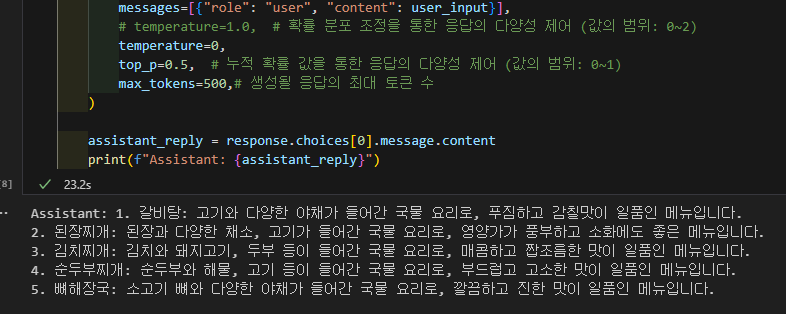 messages=[{"role": "user", "content": user_input}],
# temperature=1.0,  # 확률 분포 조정을 통한 응답의 다양성 제어 (값의 범위: 0~2)
temperature=0,
top_p=0.5,  # 누적 확률 값을 통한 응답의 다양성 제어 (값의 범위: 0~1)
max_tokens=500,# 생성될 응답의 최대 토큰 수
)
assistant_reply = response.choices[0].message.content
print(f"Assistant: {assistant_reply}")
[8]
23.2s
Assistant: 1. 갈비탕: 고기와 다양한 야채가 들어간 국물 요리로, 푸짐하고 감칠맛이 일품인 메뉴입니다.
2. 된장찌개: 된장과 다양한 채소, 고기가 들어간 국물 요리로, 영양가가 풍부하고 소화에도 좋은 메뉴입니다.
3. 김치찌개: 김치와 돼지고기, 두부 등이 들어간 국물 요리로, 매콤하고 짭조름한 맛이 일품인 메뉴입니다.
4. 순두부찌개: 순두부와 해물, 고기 등이 들어간 국물 요리로, 부드럽고 고소한 맛이 일품인 메뉴입니다.
5. 뼈해장국: 소고기 뼈와 다양한 야채가 들어간 국물 요리로, 깔끔하고 진한 맛이 일품인 메뉴입니다.